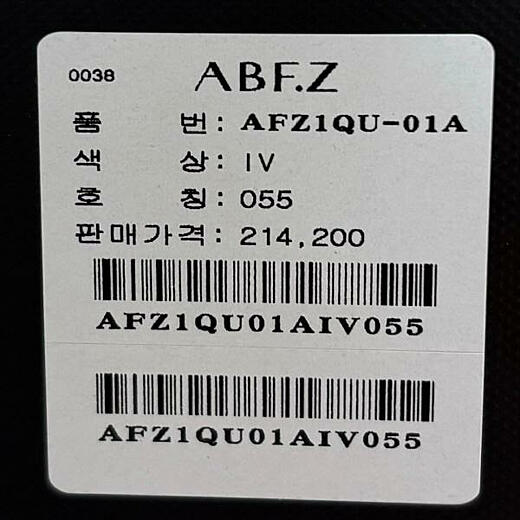 0038 ABF.Z
품 번: AFZ1QU-01A
색 상: IV
호 칭: 055
판매가격: 214,200
AFZ1QU01AIV055
AFZ1QU01AIV055